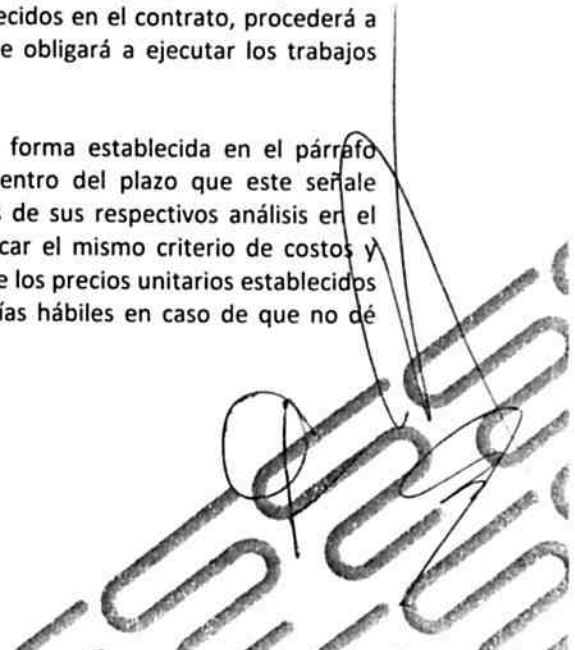 ecidos en el contrato, procederá a
e obligará a ejecutar los trabajos
forma establecida en el párrafo
entro del plazo que este señale
s de sus respectivos análisis en el
car el mismo criterio de costos y
e los precios unitarios establecidos
ías hábiles en caso de que no dé